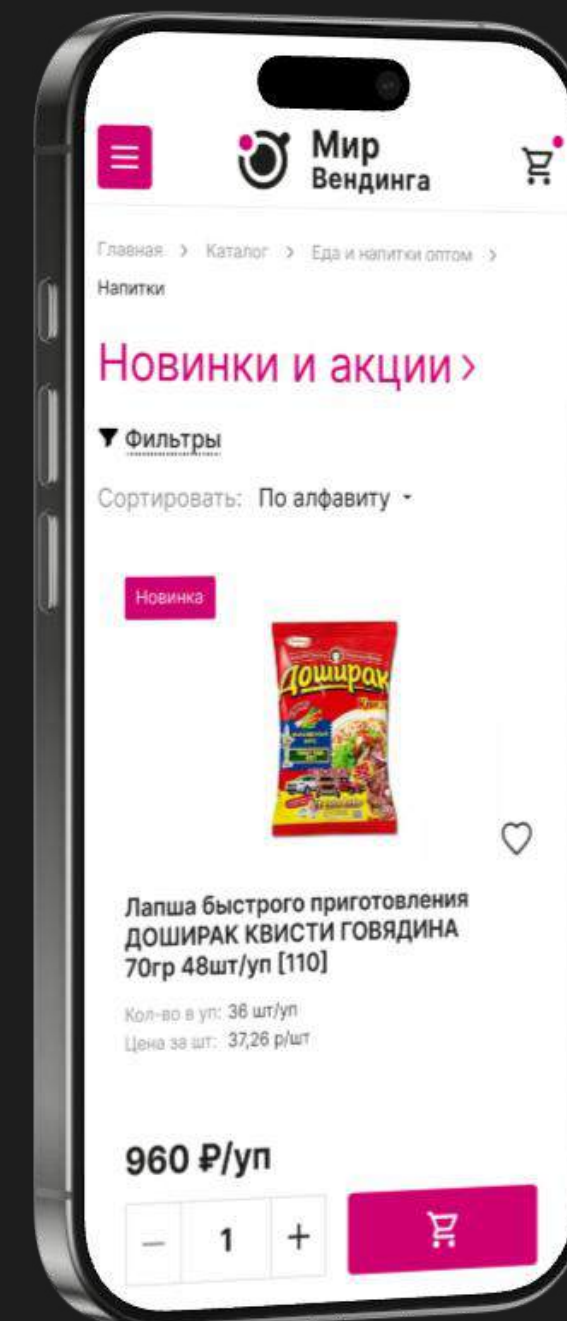 Мир
Вендинга
Главная > Каталог > Еда и напитки оптом >
Напитки
Новинки и акции >
Фильтры
Сортировать: По алфавиту
Новинка
Доширак
Лапша быстрого приготовления
ДОШИРАК КВИСТИ ГОВЯДИНА
70гр 48шт/уп [110]
Кол-во в уп: 36 шт/уп
Цена за шт: 37,26 р/шт
960 ₽/уп
— 1 +